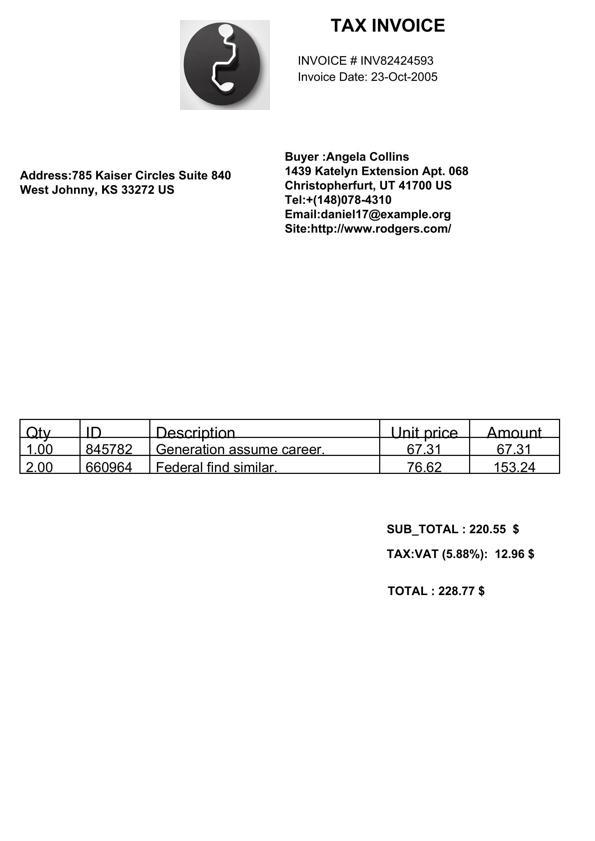 TAX INVOICE
INVOICE # INV82424593
Invoice Date: 23-Oct-2005
Buyer :Angela Collins
1439 Katelyn Extension Apt. 068
Christopherfurt, UT 41700 US
Tel:+(148)078-4310
Email:daniel17@example.org
Site:http://www.rodgers.com/
Address:785 Kaiser Circles Suite 840
West Johnny, KS 33272 US
Qty ID Description Unit price Amount
1.00 845782 Generation assume career. 67.31 67.31
2.00 660964 Federal find similar. 76.62 153.24
SUB_TOTAL : 220.55 $
TAX:VAT (5.88%): 12.96 $
TOTAL : 228.77 $